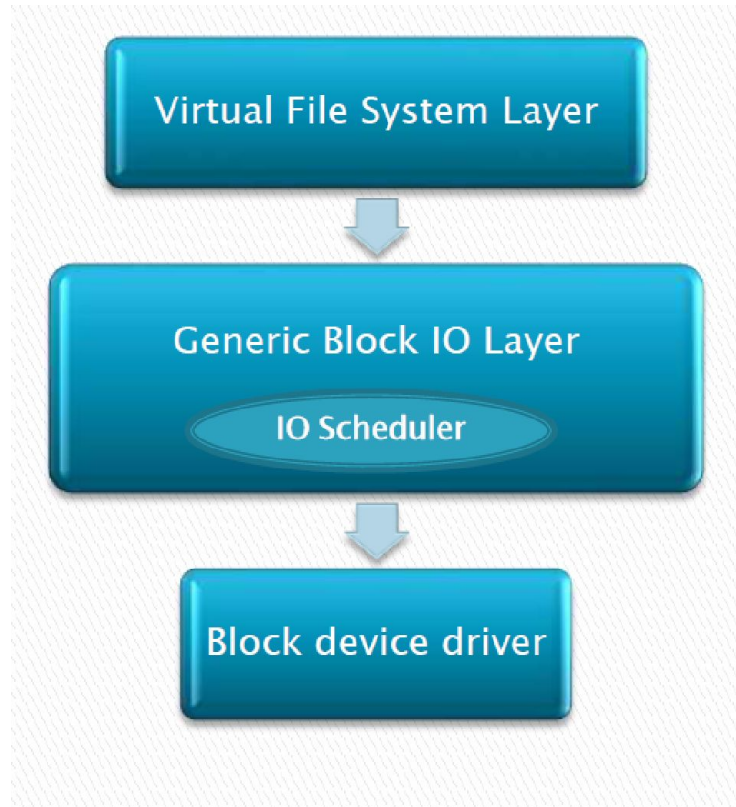 Virtual File System Layer
Generic Block IO Layer
IO Scheduler
Block device driver